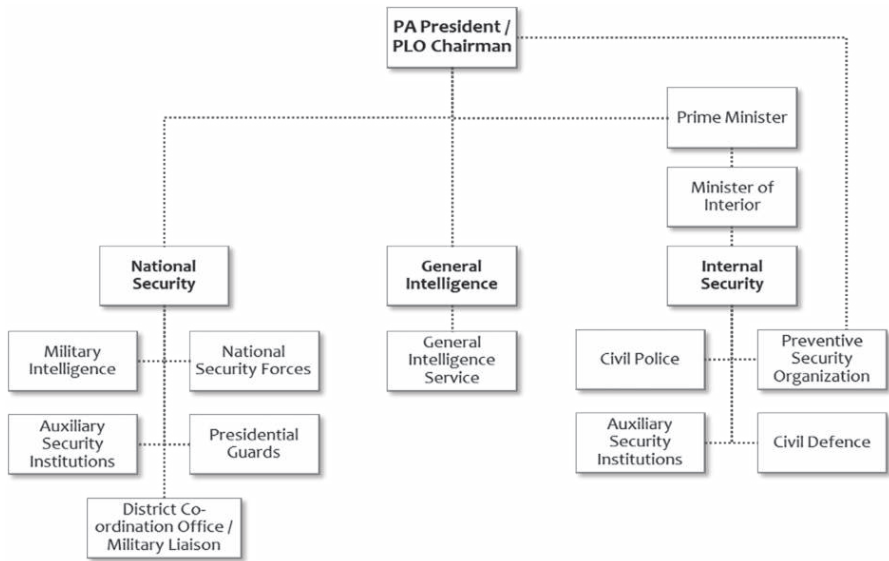 PA President /
PLO Chairman
Prime Minister
Minister of
Interior
National
Security
General
Intelligence
Internal
Security
Military
Intelligence
National
Security Forces
General
Intelligence
Service
Civil Police
Preventive
Security
Organization
Auxiliary
Security
Institutions
Presidential
Guards
Auxiliary
Security
Institutions
Civil Defence
District Co-
ordination Office /
Military Liaison